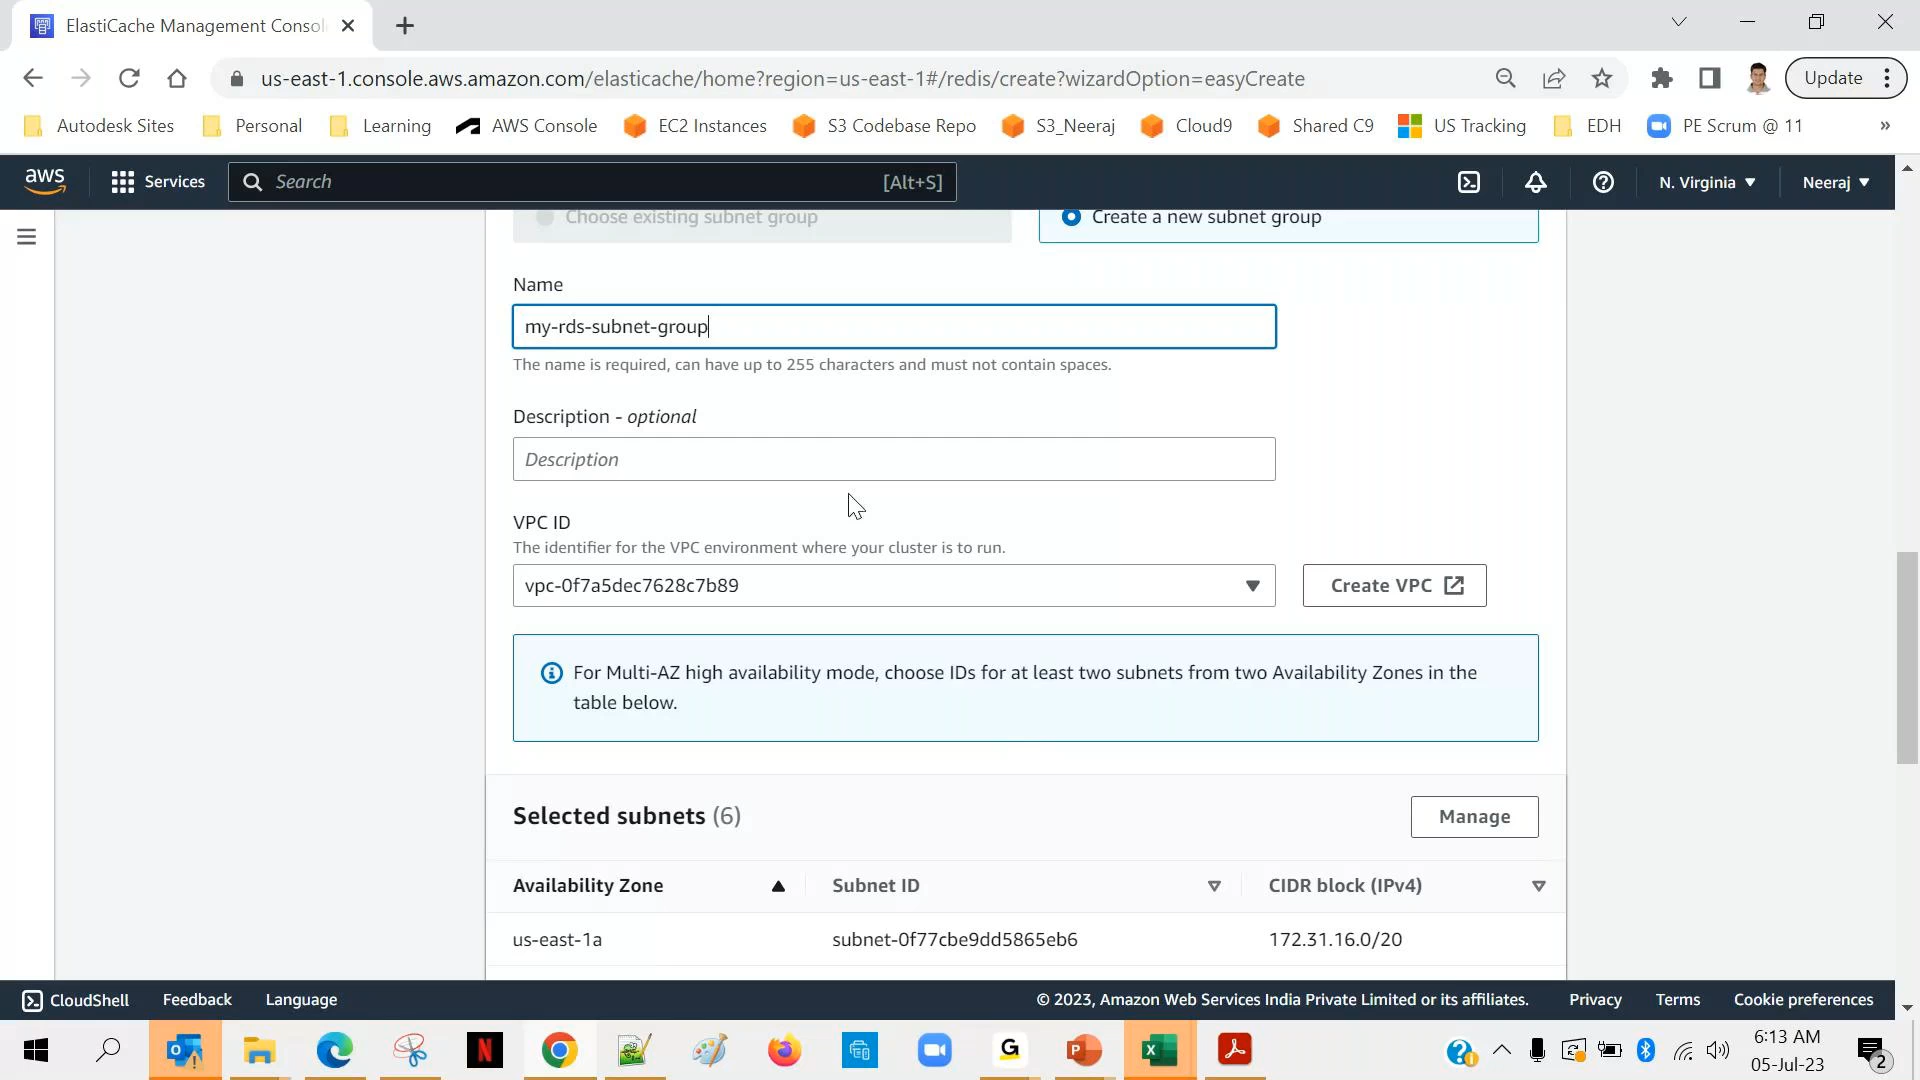 ElastiCache Management Consol
us-east-1.console.aws.amazon.com/elasticache/home?region=us-east-1#/redis/create?wizardOption=easyCreate
Update
Autodesk Sites
Personal
Learning
AWS Console
EC2 Instances
S3 Codebase Repo
S3_Neeraj
Cloud9
Shared C9
US Tracking
EDH
PE Scrum @ 11
»
aws
Services
Search
[Alt+S]
N. Virginia
Neeraj
Choose existing subnet group
Create a new subnet group
Name
my-rds-subnet-group
The name is required, can have up to 255 characters and must not contain spaces.
Description - optional
Description
VPC ID
The identifier for the VPC environment where your cluster is to run.
vpc-0f7a5dec7628c7b89
Create VPC
For Multi-AZ high availability mode, choose IDs for at least two subnets from two Availability Zones in the
table below.
Selected subnets (6)
Manage
Availability Zone
Subnet ID
CIDR block (IPv4)
us-east-1a
subnet-0f77cbe9dd5865eb6
172.31.16.0/20
CloudShell
Feedback
Language
© 2023, Amazon Web Services India Private Limited or its affiliates.
Privacy
Terms
Cookie preferences
6:13 AM
05-Jul-23
2